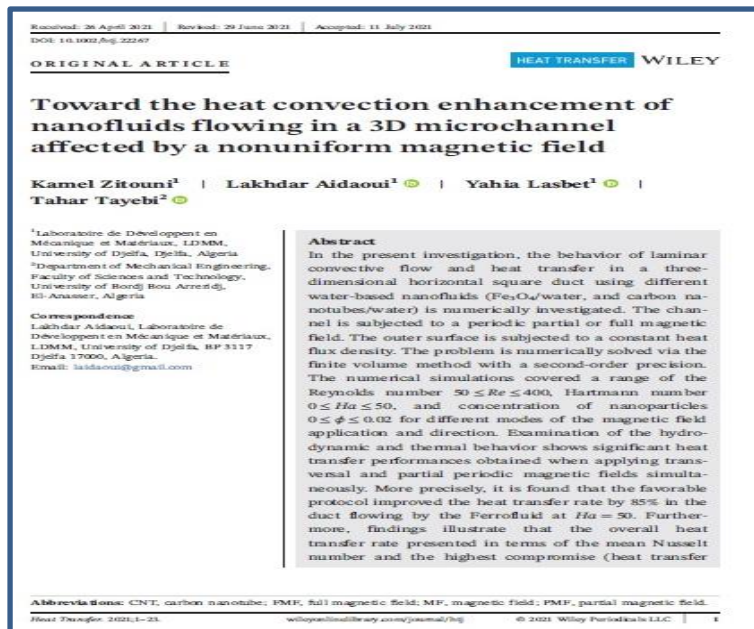 Received: 26 April 2021 | Revised: 29 June 2021 | Accepted: 11 July 2021
DOI: 10.1002/htj.22267
ORIGINAL ARTICLE
HEAT TRANSFER WILEY
Toward the heat convection enhancement of
nanofluids flowing in a 3D microchannel
affected by a nonuniform magnetic field
Kamel Zitouni¹ | Lakhdar Aidaoui¹ | Yahia Lasbet¹ |
Tahar Tayebi²
¹Laboratoire de Développent en
Mécanique et Matériaux, LDMM,
University of Djelfa, Djelfa, Algeria
²Department of Mechanical Engineering,
Faculty of Sciences and Technology,
University of Bordj Bou Arreridj,
El-Anasser, Algeria
Correspondence
Lakhdar Aidaoui, Laboratoire de
Développent en Mécanique et Matériaux,
LDMM, University of Djelfa, BP 3117
Djelfa 17000, Algeria.
Email: laidaoui@gmail.com
Abstract
In the present investigation, the behavior of laminar
convective flow and heat transfer in a three-
dimensional horizontal square duct using different
water-based nanofluids (Fe₃O₄/water, and carbon na-
notubes/water) is numerically investigated. The chan-
nel is subjected to a periodic partial or full magnetic
field. The outer surface is subjected to a constant heat
flux density. The problem is numerically solved via the
finite volume method with a second-order precision.
The numerical simulations covered a range of the
Reynolds number 50 ≤ Re ≤ 400, Hartmann number
0 ≤ Ha ≤ 50, and concentration of nanoparticles
0 ≤ ϕ ≤ 0.02 for different modes of the magnetic field
application and direction. Examination of the hydro-
dynamic and thermal behavior shows significant heat
transfer performances obtained when applying trans-
versal and partial periodic magnetic fields simulta-
neously. More precisely, it is found that the favorable
protocol improved the heat transfer rate by 85% in the
duct flowing by the Ferrofluid at Ha = 50. Further-
more, findings illustrate that the overall heat
transfer rate presented in terms of the mean Nusselt
number and the highest compromise (heat transfer
Abbreviations: CNT, carbon nanotube; FMF, full magnetic field; MF, magnetic field; PMF, partial magnetic field.
Heat Transfer. 2021;1–23. wileyonlinelibrary.com/journal/htj © 2021 Wiley Periodicals LLC | 1